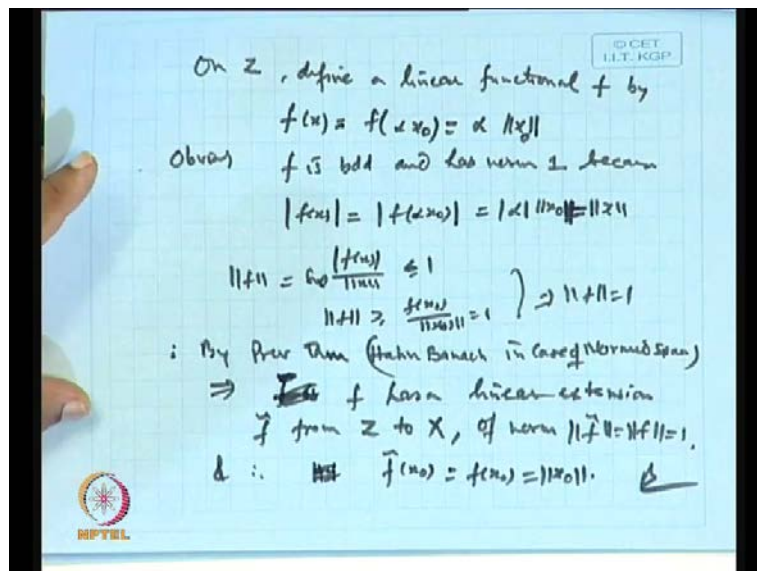 © CET
I.I.T. KGP
On Z, define a linear functional f by
f(x) = f(αx₀) = α ||x₀||
Obvious f is bdd and has norm 1 because
|f(x)| = |f(αx₀)| = |α| ||x₀|| = ||x||
||f|| = Sup |f(x)| / ||x|| ≤ 1
||f|| ≥ f(x₀) / ||x₀|| = 1 } ⇒ ||f|| = 1
∴ By Prev Thm (Hahn Banach in Case of Normed Space)
⇒ f has a linear extension
f̃ from Z to X, of norm ||f̃|| = ||f|| = 1.
& ∴ f̃(x₀) = f(x₀) = ||x₀||.
NPTEL